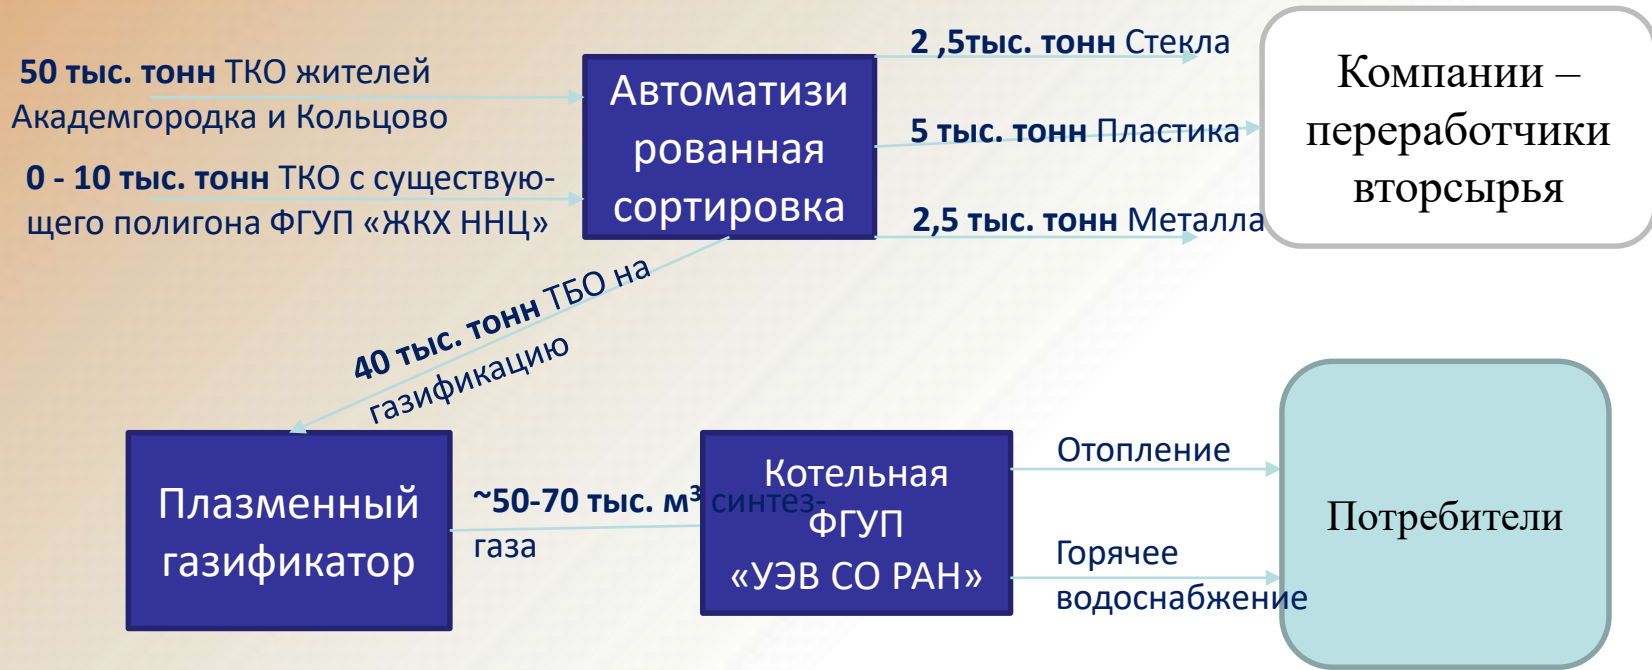 50 тыс. тонн ТКО жителей
Академгородка и Кольцово
0 - 10 тыс. тонн ТКО с существую-
щего полигона ФГУП «ЖКХ ННЦ»
Автоматизи
рованная
сортировка
2 ,5тыс. тонн Стекла
5 тыс. тонн Пластика
2,5 тыс. тонн Металла
Компании –
переработчики
вторсырья
40 тыс. тонн ТБО на
газификацию
Плазменный
газификатор
~50-70 тыс. м³ синтез-
газа
Котельная
ФГУП
«УЭВ СО РАН»
Отопление
Горячее
водоснабжение
Потребители